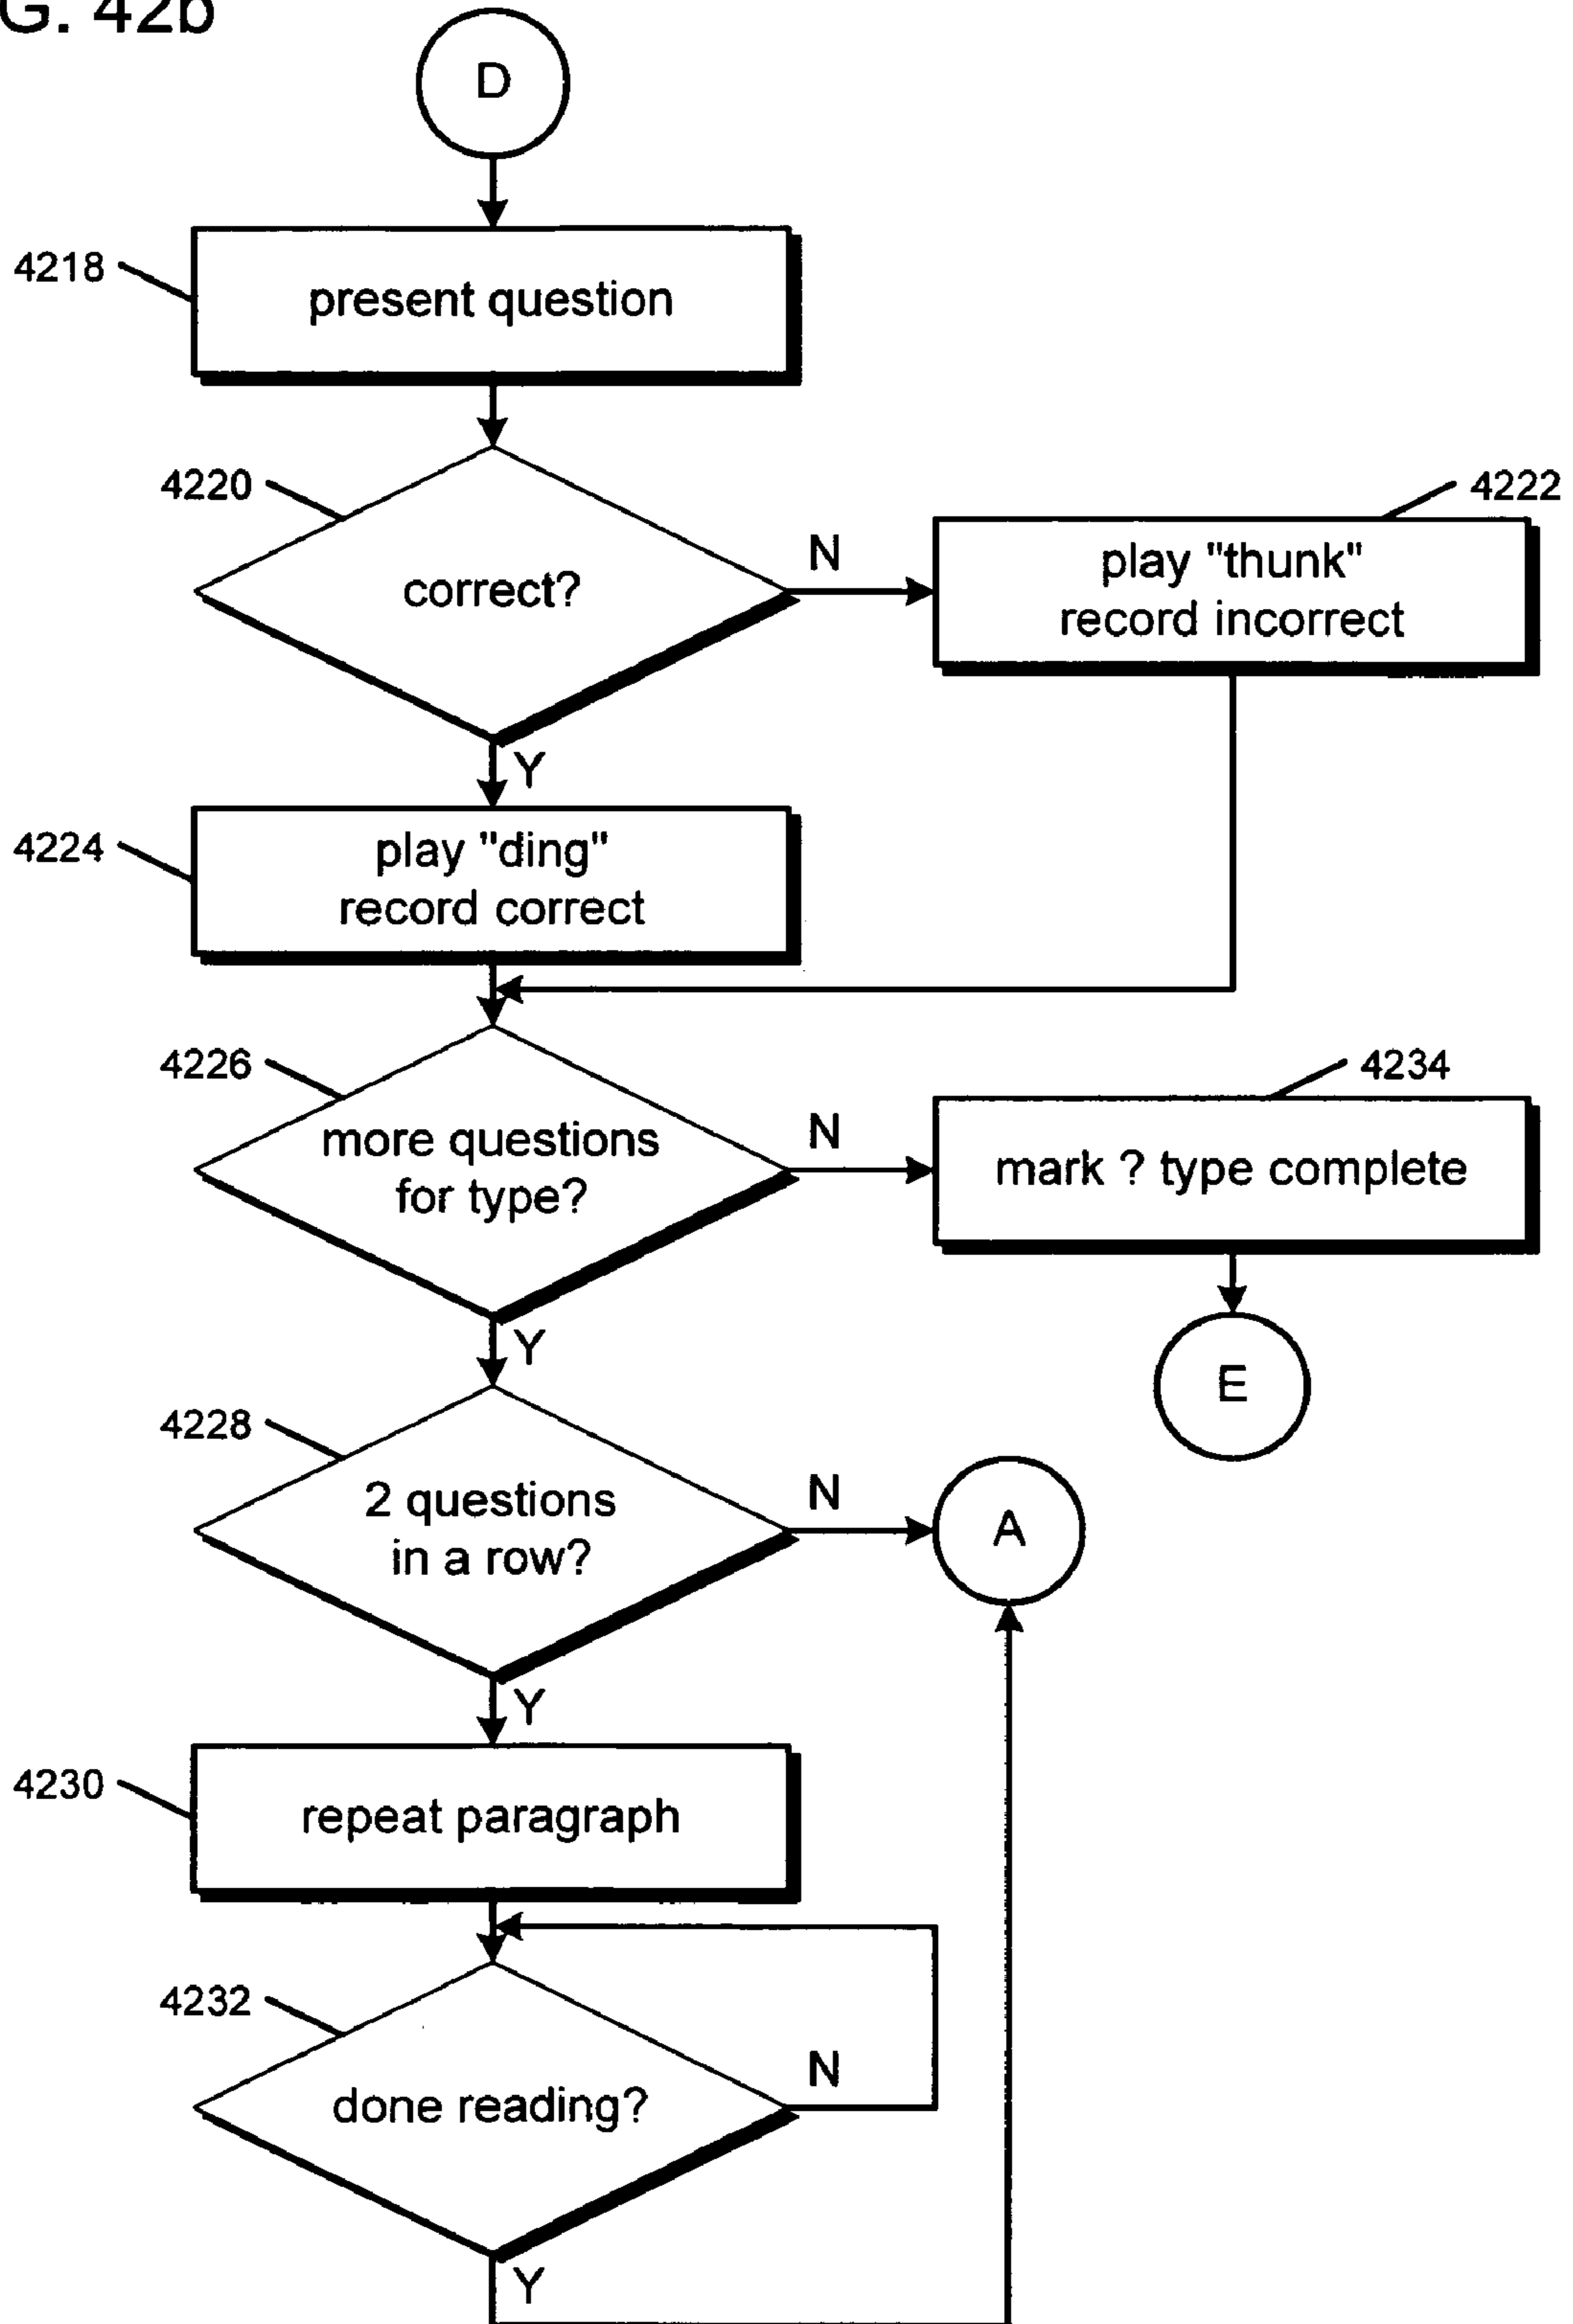 G. 42b
D
4218
present question
4220
correct?
N
4222
play "thunk"
record incorrect
Y
4224
play "ding"
record correct
4226
more questions
for type?
N
4234
mark ? type complete
Y
E
4228
2 questions
in a row?
N
A
Y
4230
repeat paragraph
4232
done reading?
N
Y